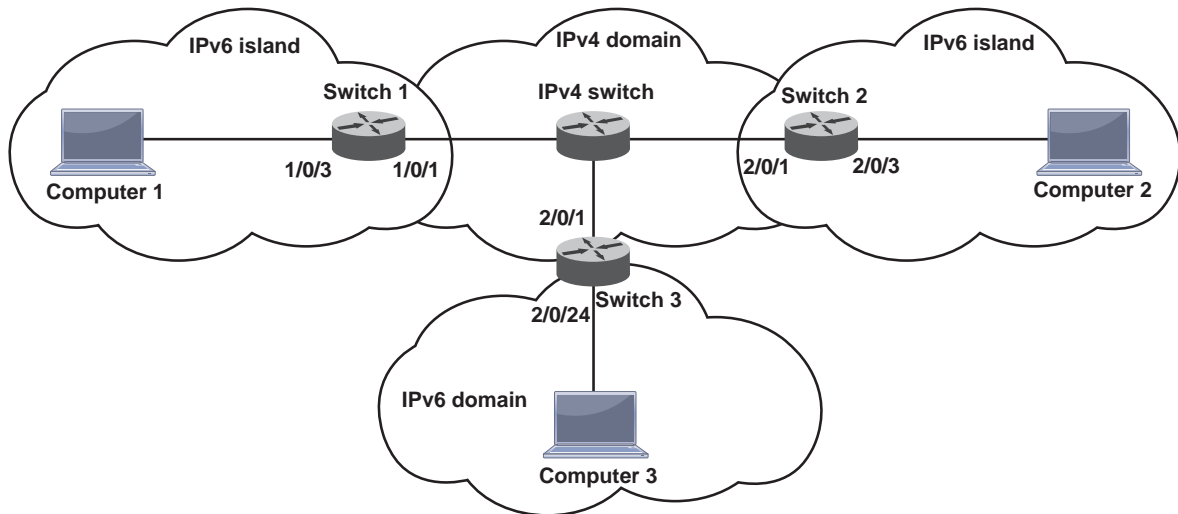 IPv6 island
IPv4 domain
IPv6 island
Switch 1
IPv4 switch
Switch 2
1/0/3
1/0/1
2/0/1
2/0/3
Computer 1
Computer 2
2/0/1
Switch 3
2/0/24
IPv6 domain
Computer 3